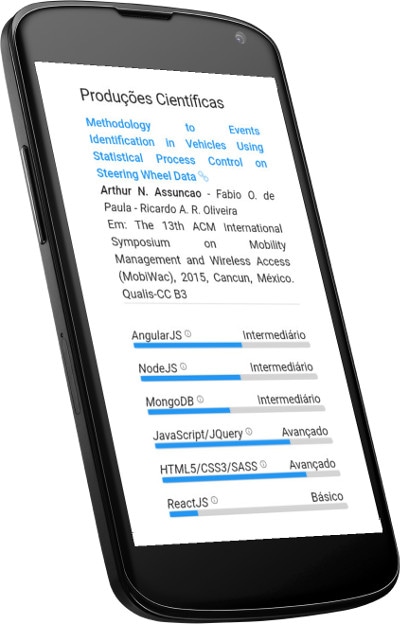 Produções Científicas
Methodology to Events
Identification in Vehicles Using
Statistical Process Control on
Steering Wheel Data
Arthur N. Assuncao - Fabio O. de
Paula - Ricardo A. R. Oliveira
Em: The 13th ACM International
Symposium on Mobility
Management and Wireless Access
(MobiWac), 2015, Cancun, México.
Qualis-CC B3
AngularJS Intermediário
NodeJS Intermediário
MongoDB Intermediário
JavaScript/JQuery Avançado
HTML5/CSS3/SASS Avançado
ReactJS Básico